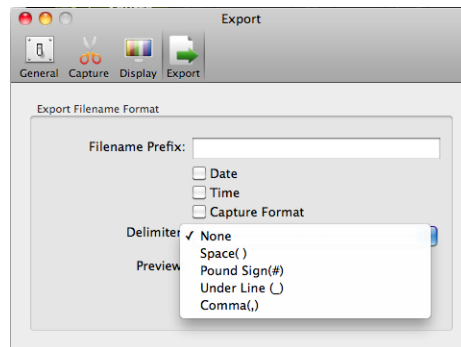 Export
General Capture Display Export
Export Filename Format
Filename Prefix:
Date
Time
Capture Format
Delimiter
✓ None
Space( )
Pound Sign(#)
Under Line (_)
Comma(,)
Preview